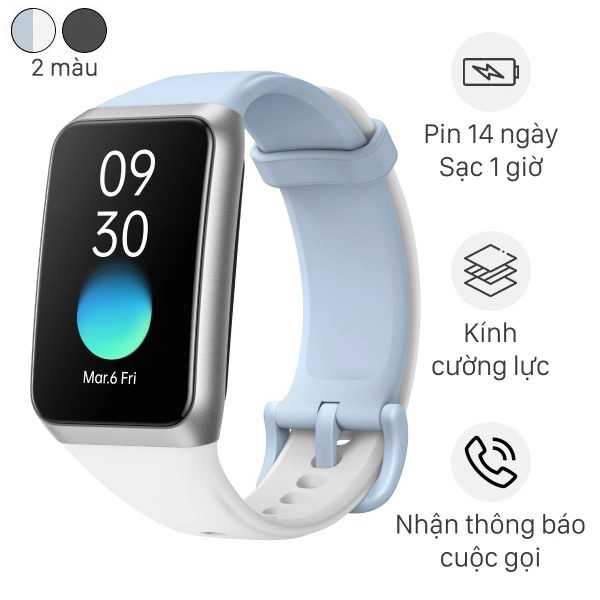 2 màu
09
30
Mar.6 Fri
Pin 14 ngày
Sạc 1 giờ
Kính
cường lực
Nhận thông báo
cuộc gọi